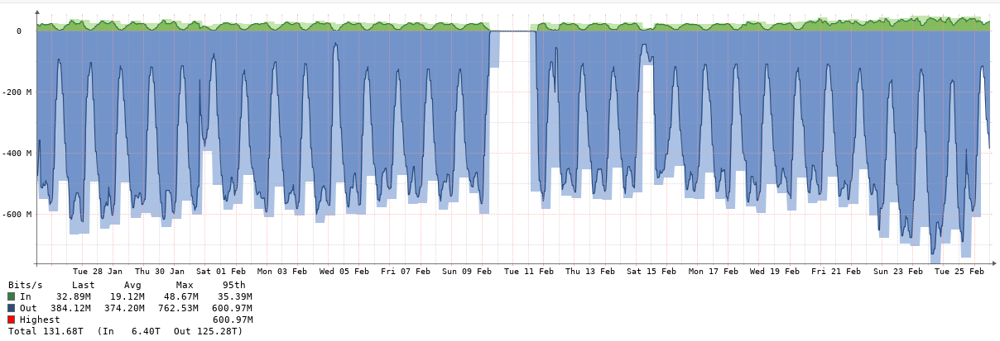 0
-200 M
-400 M
-600 M
Tue 28 Jan Thu 30 Jan Sat 01 Feb Mon 03 Feb Wed 05 Feb Fri 07 Feb Sun 09 Feb Tue 11 Feb Thu 13 Feb Sat 15 Feb Mon 17 Feb Wed 19 Feb Fri 21 Feb Sun 23 Feb Tue 25 Feb
Bits/s Last Avg Max 95th
In 32.89M 19.12M 48.67M 35.39M
Out 384.12M 374.20M 762.53M 600.97M
Highest 600.97M
Total 131.68T (In 6.40T Out 125.28T)